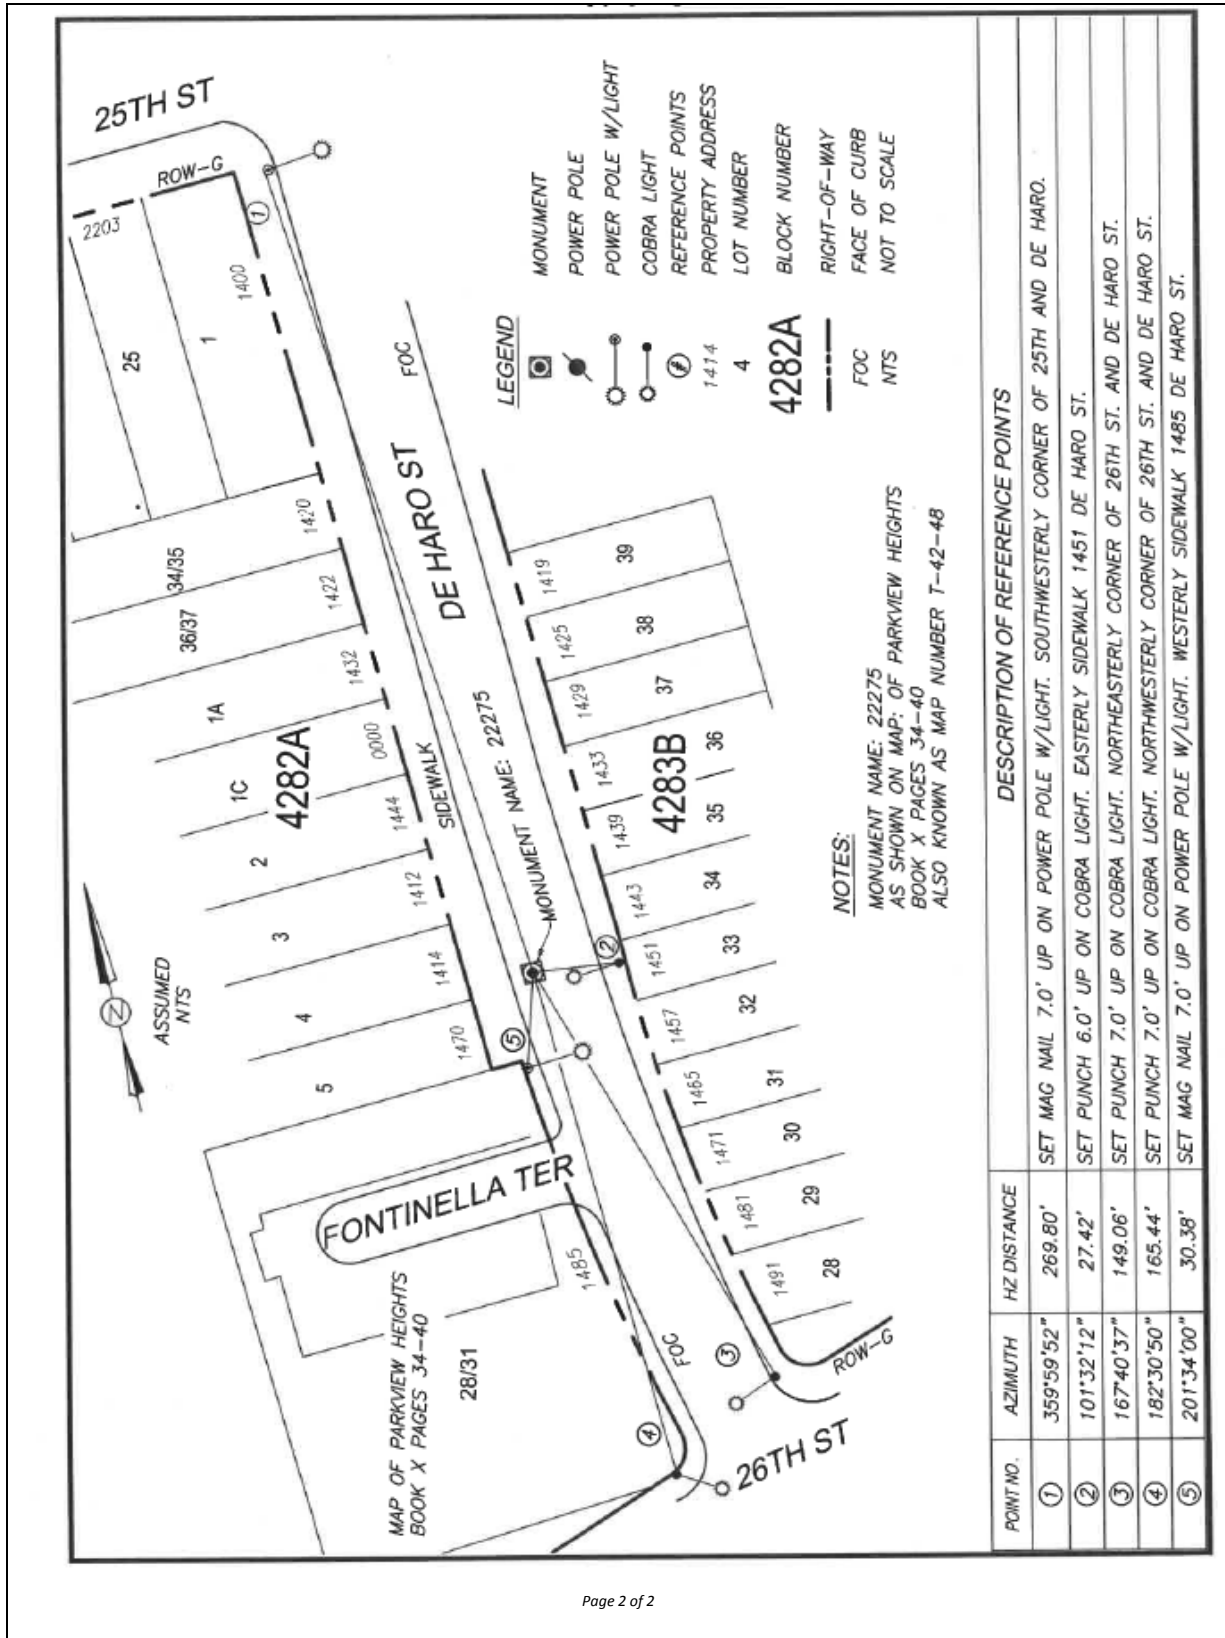 25TH ST
ROW-G
2203
25
1
1400
1
34/35
1420
36/37
1422
1A
1432
1C
0000
4282A
2
1444
SIDEWALK
3
1412
4
1414
5
1470
5
N
ASSUMED
NTS
DE HARO ST
FOC
MONUMENT NAME: 22275
2
FONTINELLA TER
1485
MAP OF PARKVIEW HEIGHTS
BOOK X PAGES 34-40
28/31
4
FOC
3
26TH ST
ROW-G
1419
39
1425
38
1429
37
1433
36
4283B
1439
35
1443
34
1451
33
1457
32
1465
31
1471
30
1481
29
1491
28
LEGEND
MONUMENT
POWER POLE
POWER POLE W/LIGHT
COBRA LIGHT
# REFERENCE POINTS
1414 PROPERTY ADDRESS
4 LOT NUMBER
4282A BLOCK NUMBER
RIGHT-OF-WAY
FOC FACE OF CURB
NTS NOT TO SCALE
NOTES:
MONUMENT NAME: 22275
AS SHOWN ON MAP: OF PARKVIEW HEIGHTS
BOOK X PAGES 34-40
ALSO KNOWN AS MAP NUMBER T-42-48
DESCRIPTION OF REFERENCE POINTS
POINT NO. AZIMUTH HZ DISTANCE
1 359°59'52" 269.80' SET MAG NAIL 7.0' UP ON POWER POLE W/LIGHT. SOUTHWESTERLY CORNER OF 25TH AND DE HARO.
2 101°32'12" 27.42' SET PUNCH 6.0' UP ON COBRA LIGHT. EASTERLY SIDEWALK 1451 DE HARO ST.
3 167°40'37" 149.06' SET PUNCH 7.0' UP ON COBRA LIGHT. NORTHEASTERLY CORNER OF 26TH ST. AND DE HARO ST.
4 182°30'50" 165.44' SET PUNCH 7.0' UP ON COBRA LIGHT. NORTHWESTERLY CORNER OF 26TH ST. AND DE HARO ST.
5 201°34'00" 30.38' SET MAG NAIL 7.0' UP ON POWER POLE W/LIGHT. WESTERLY SIDEWALK 1485 DE HARO ST.
Page 2 of 2